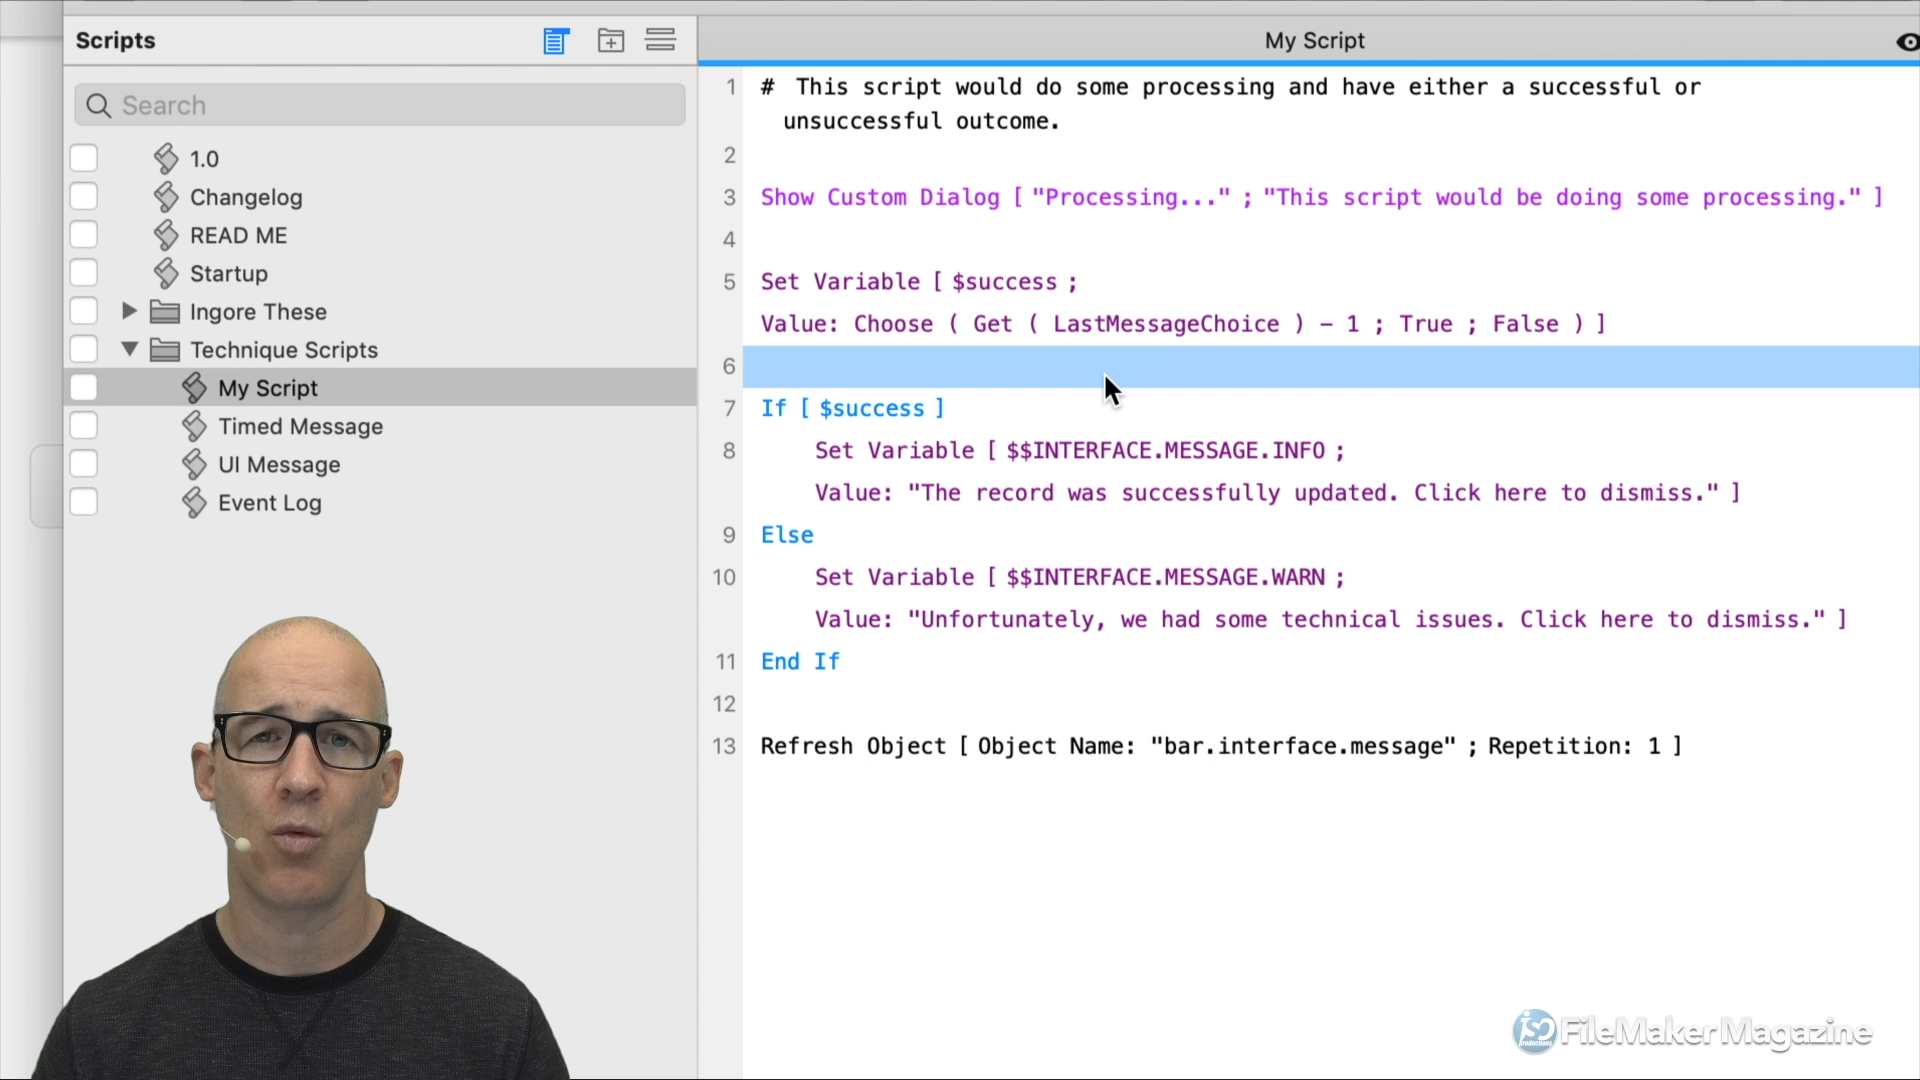 Scripts
My Script
Search
1.0
Changelog
READ ME
Startup
Ingore These
Technique Scripts
My Script
Timed Message
UI Message
Event Log
1 # This script would do some processing and have either a successful or
unsuccessful outcome.
2
3 Show Custom Dialog [ "Processing..." ; "This script would be doing some processing." ]
4
5 Set Variable [ $success ;
Value: Choose ( Get ( LastMessageChoice ) - 1 ; True ; False ) ]
6
7 If [ $success ]
8 Set Variable [ $$INTERFACE.MESSAGE.INFO ;
Value: "The record was successfully updated. Click here to dismiss." ]
9 Else
10 Set Variable [ $$INTERFACE.MESSAGE.WARN ;
Value: "Unfortunately, we had some technical issues. Click here to dismiss." ]
11 End If
12
13 Refresh Object [ Object Name: "bar.interface.message" ; Repetition: 1 ]
iso productions FileMaker Magazine